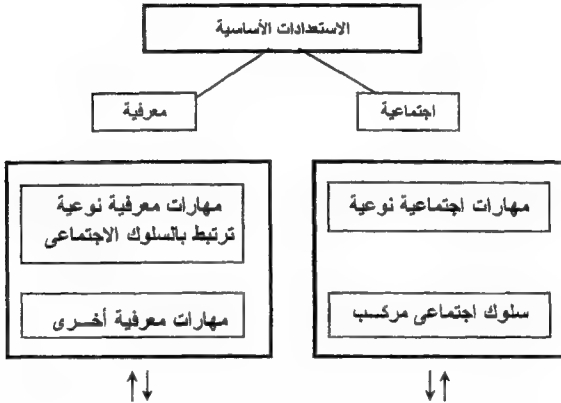 الاستعدادات الأساسية
اجتماعية
معرفية
مهارات اجتماعية نوعية
سلوك اجتماعى مركب
مهارات معرفية نوعية
ترتبط بالسلوك الاجتماعى
مهارات معرفية أخرى